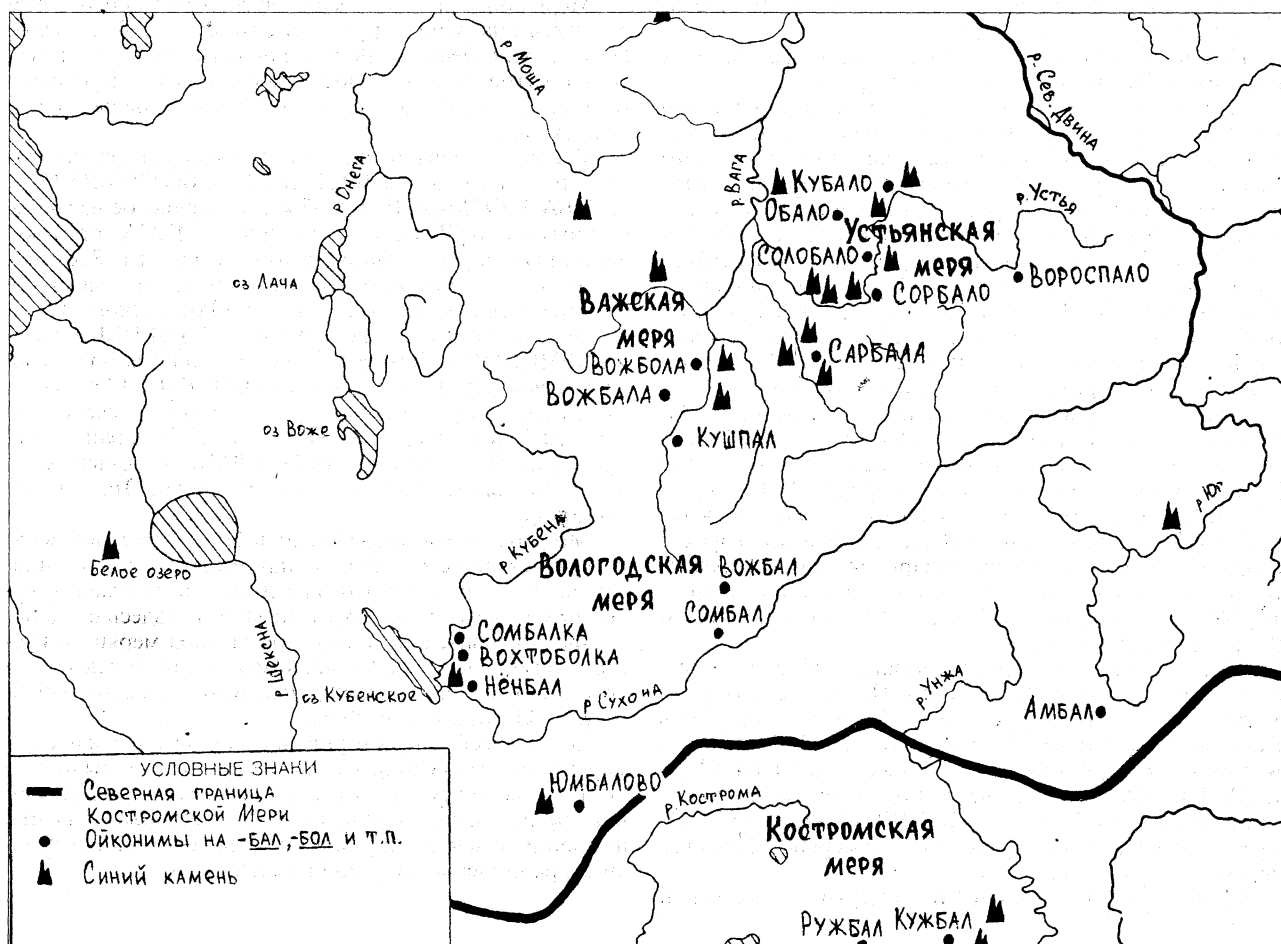 р. Моша
р. Сев. Двина
р Онега
р. Вага
Кубало
Обало
р. Устья
Устьянская
меря
Солобало
Вороспало
Сорбало
оз Лача
Важская
меря
Вожбола
Сарбала
Вожбала
оз Воже
Кушпал
р Юг
р. Кубена
Белое озеро
Вологодская
меря
Вожбал
Сомбал
Сомбалка
Вохтоболка
Нёнбал
р Шексна
оз Кубенское
р Сухона
р. Унжа
Амбал
УСЛОВНЫЕ ЗНАКИ
Северная граница
Костромской Мери
Ойконимы на -БАЛ, -БОЛ и т.п.
Синий камень
Юмбалово
р. Кострома
Костромская
меря
Ружбал
Кужбал